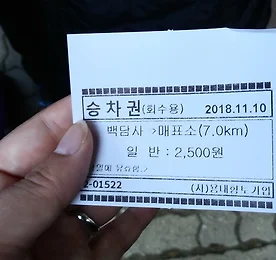 승차권(회수용) 2018.11.10
백담사 →매표소(7.0km)
일 반 : 2,500원
2-01522 (사)용대향토기업